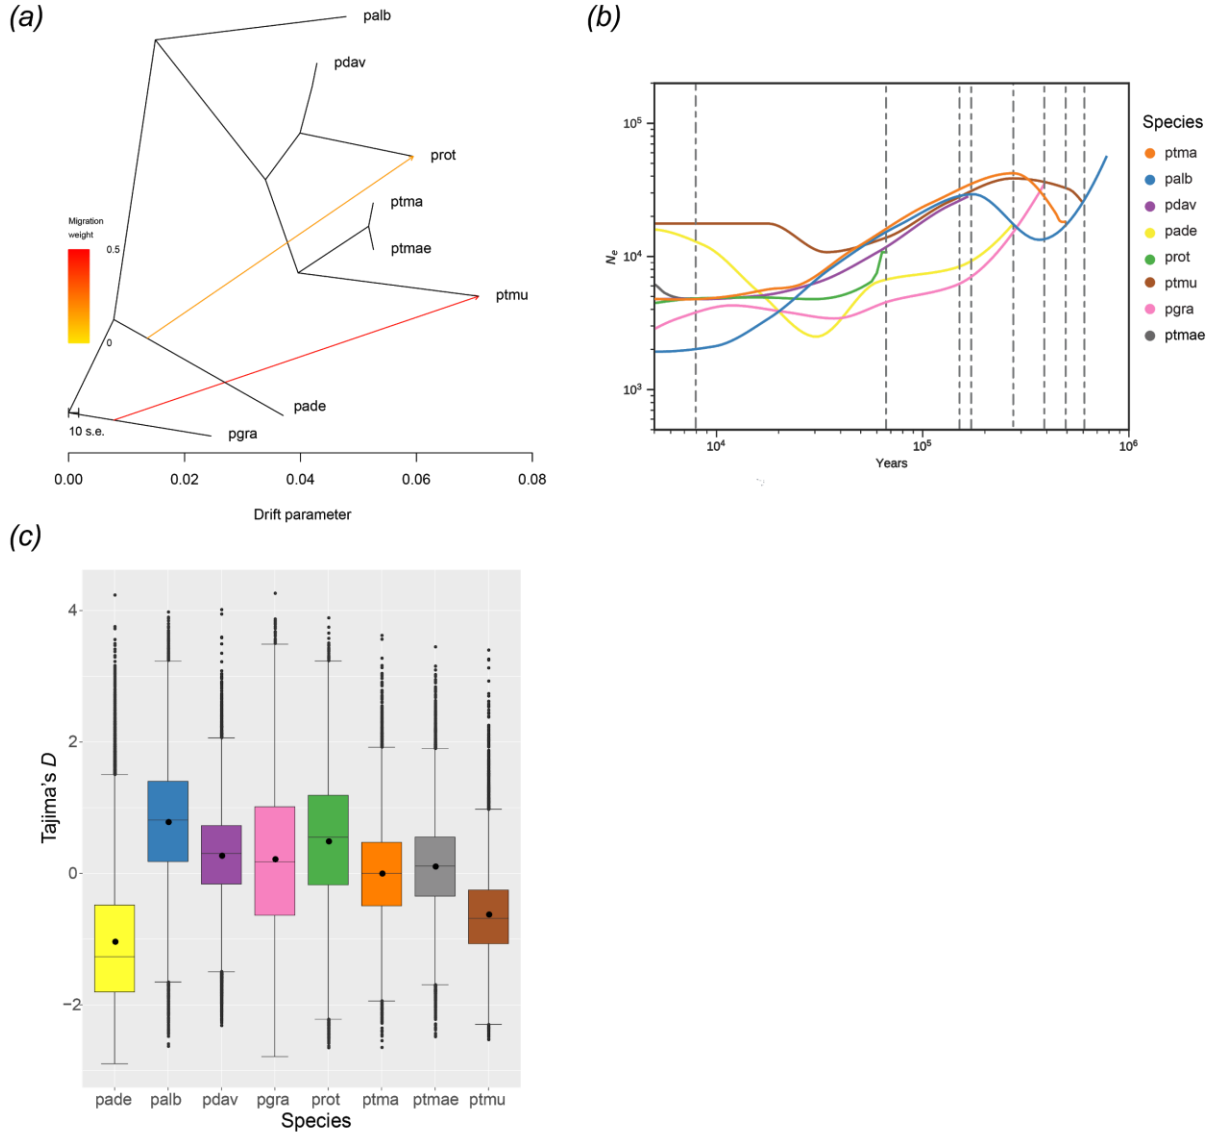 (a)
palb
pdav
prot
ptma
ptmae
ptmu
Migration
weight
0.5
0
pade
pgra
10 s.e.
0.00 0.02 0.04 0.06 0.08
Drift parameter
(b)
10⁵
Nₑ
10⁴
10³
10⁴ 10⁵ 10⁶
Years
Species
ptma
palb
pdav
pade
prot
ptmu
pgra
ptmae
(c)
4
2
0
−2
Tajima's D
pade palb pdav pgra prot ptma ptmae ptmu
Species